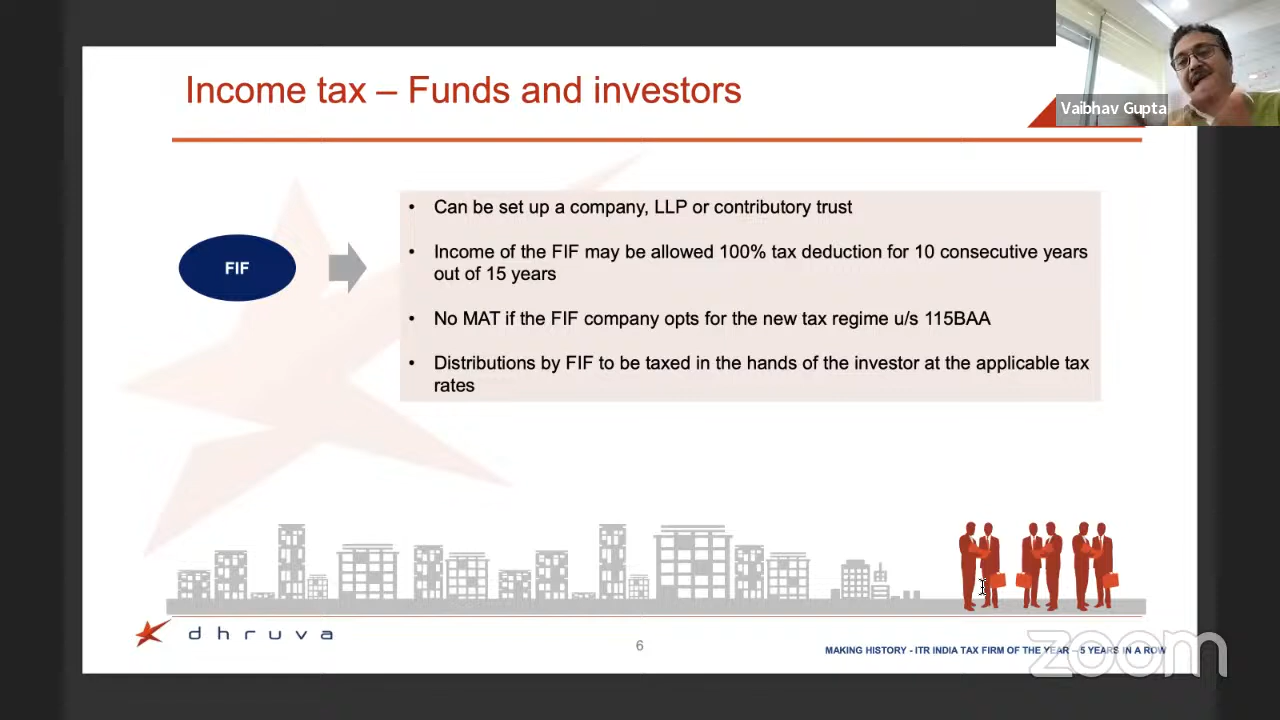 Income tax – Funds and investors
Vaibhav Gupta
FIF
• Can be set up a company, LLP or contributory trust
• Income of the FIF may be allowed 100% tax deduction for 10 consecutive years
out of 15 years
• No MAT if the FIF company opts for the new tax regime u/s 115BAA
• Distributions by FIF to be taxed in the hands of the investor at the applicable tax
rates
dhruva
6
MAKING HISTORY - ITR INDIA TAX FIRM OF THE YEAR – 5 YEARS IN A ROW
zoom